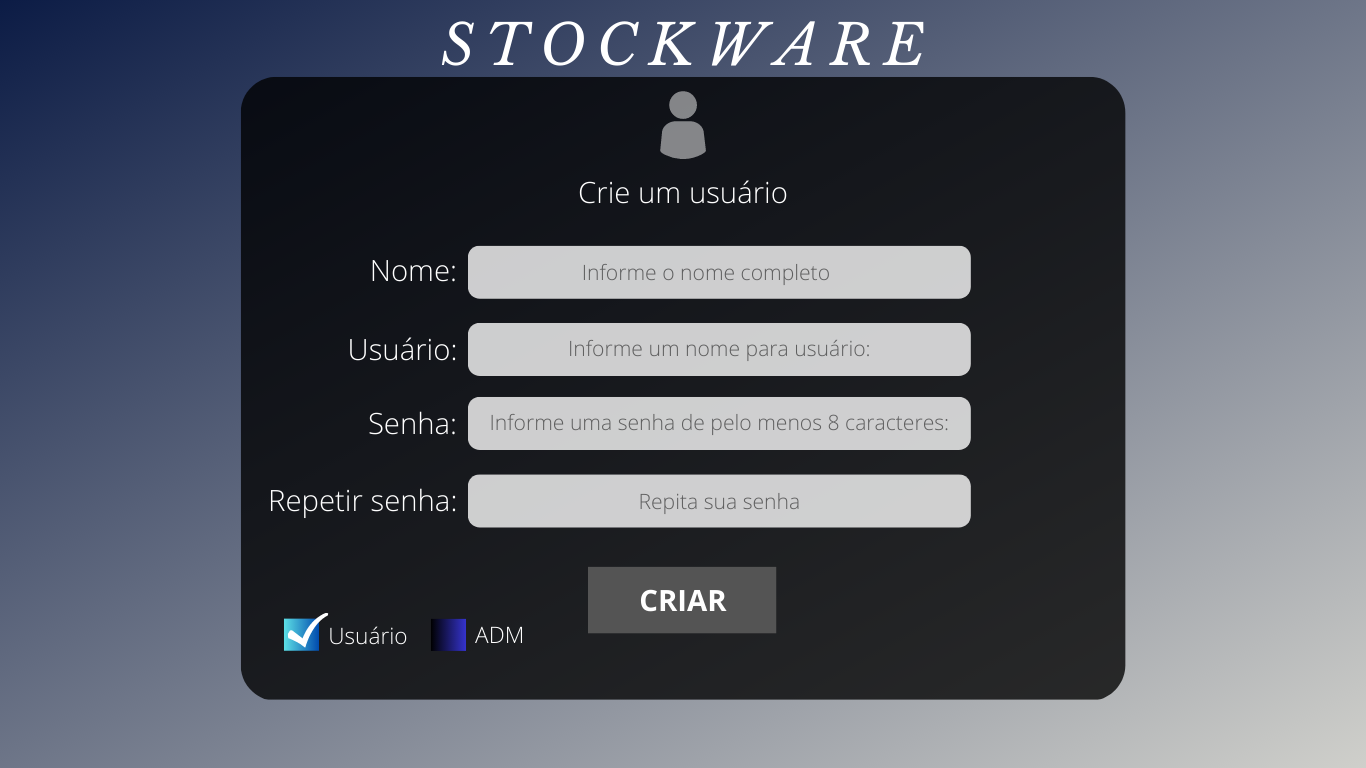 STOCKWARE
Crie um usuário
Nome: Informe o nome completo
Usuário: Informe um nome para usuário:
Senha: Informe uma senha de pelo menos 8 caracteres:
Repetir senha: Repita sua senha
CRIAR
Usuário ADM